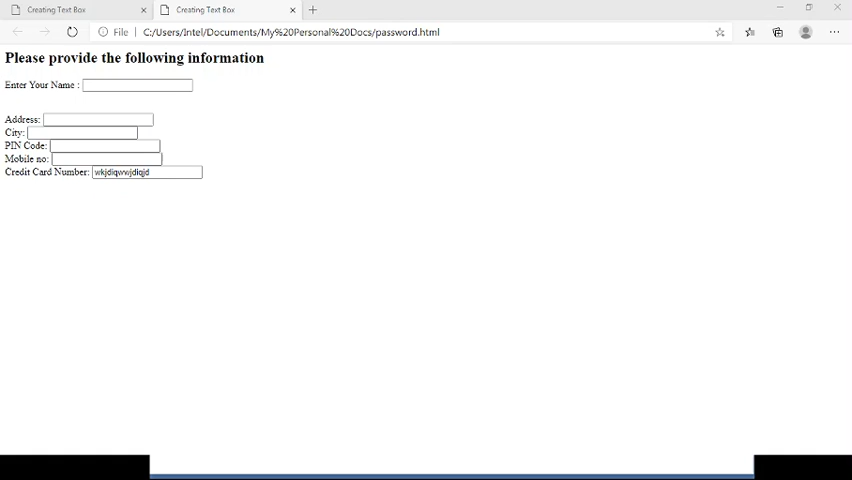 Creating Text Box
Creating Text Box
File C:/Users/Intel/Documents/My%20Personal%20Docs/password.html
Please provide the following information
Enter Your Name :
Address:
City:
PIN Code:
Mobile no:
Credit Card Number: wkjdiqwwjdiqjd